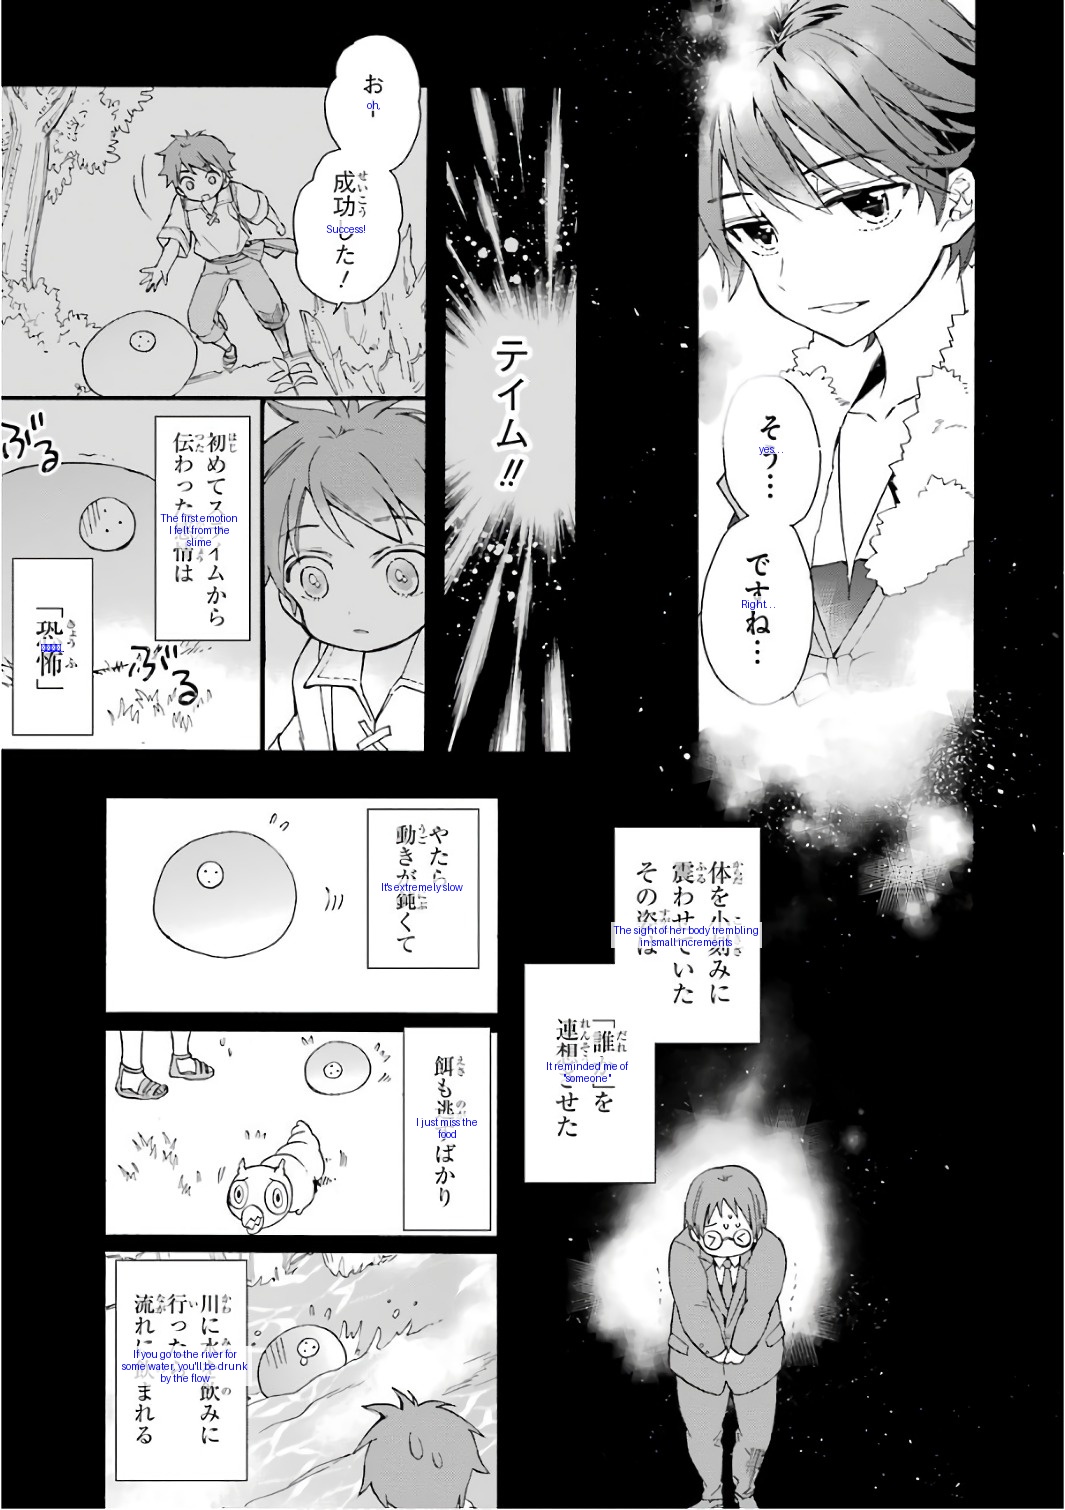 そう…
yes...
ですね…
Right...
テイム!!
おー
oh,
成功した！
Success!
初めてスライムから
伝わった感情は
The first emotion
I felt from the
slime
ぶる
「恐怖」
ぶる
体を小刻みに
震わせていた
その姿は
The sight of her body trembling
in small increments
「誰か」を
連想させた
It reminded me of
"someone"
やたら
動きが鈍くて
It's extremely slow
餌も逃すばかり
I just miss the
food
川に水を飲みに
行ったら
流れに飲まれる
If you go to the river for
some water, you'll be drunk
by the flow